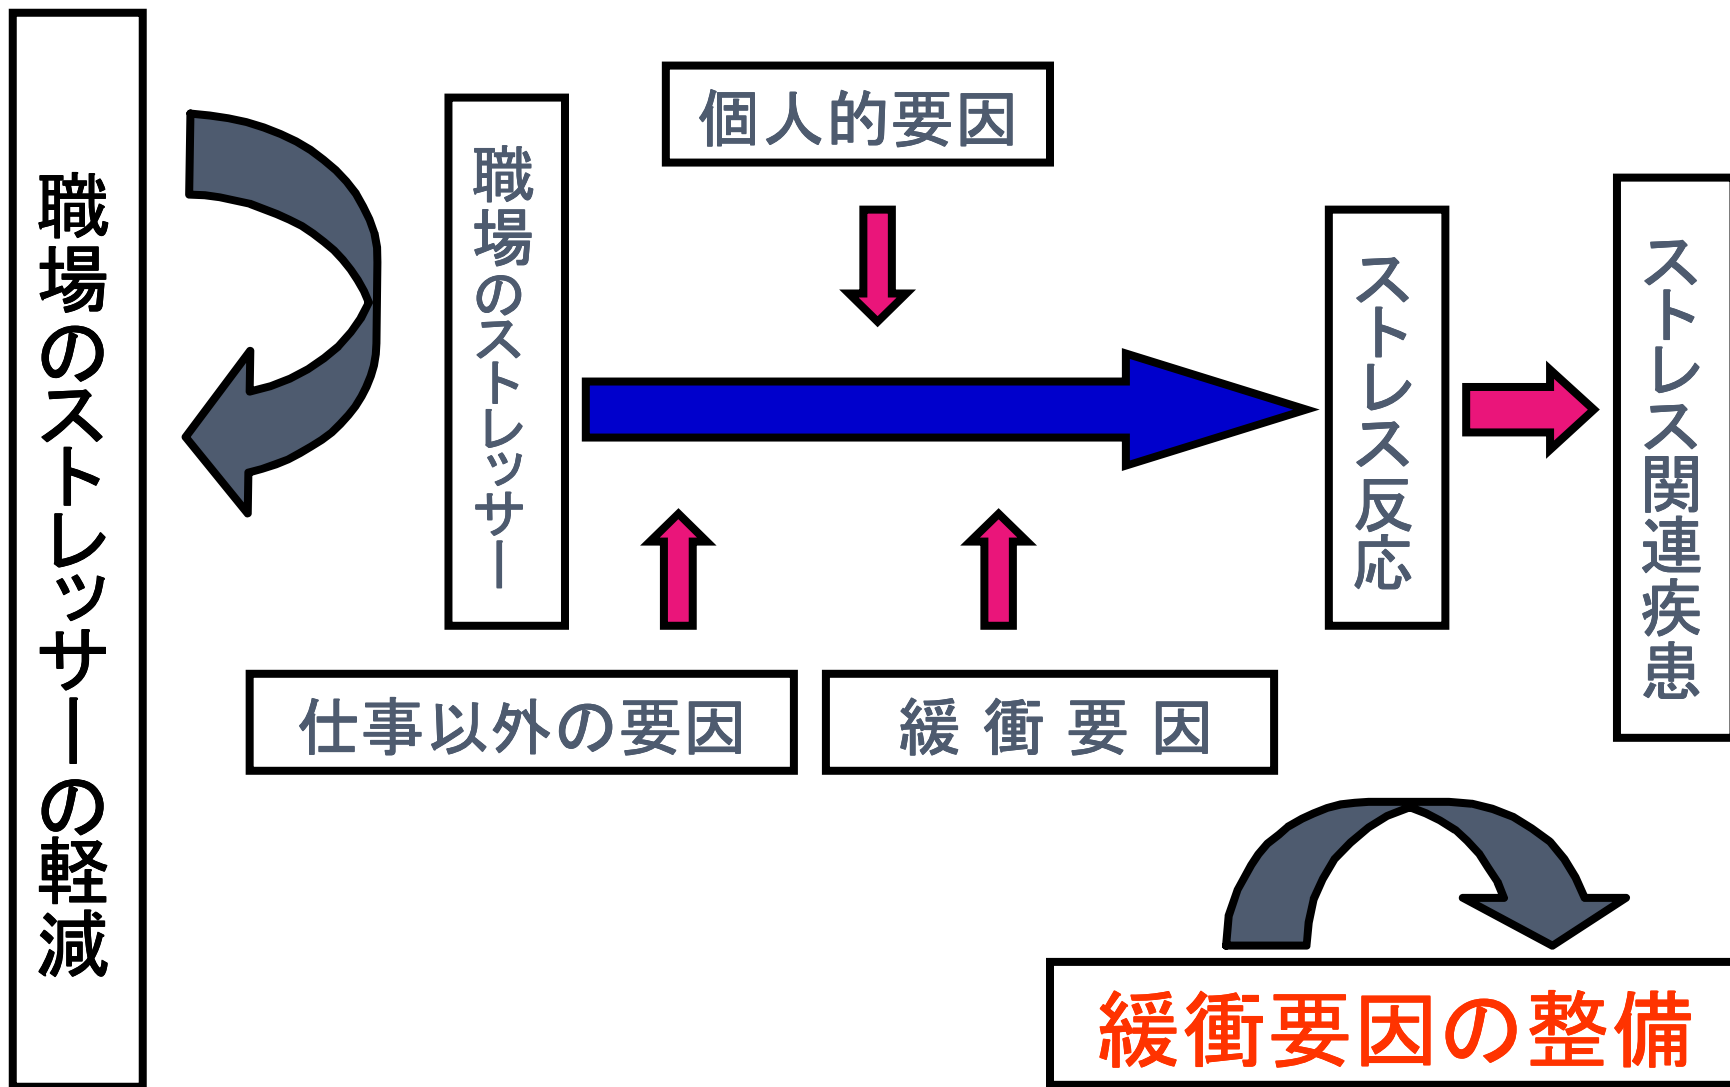 職場のストレッサーの軽減
職場のストレッサー
個人的要因
仕事以外の要因
緩衝要因
ストレス反応
ストレス関連疾患
緩衝要因の整備